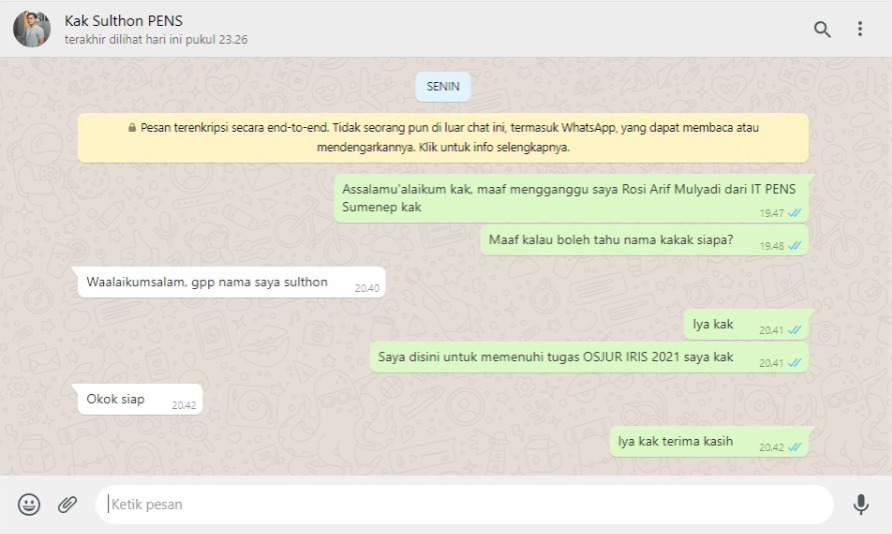 Kak Sulthon PENS
terakhir dilihat hari ini pukul 23.26
SENIN
Pesan terenkripsi secara end-to-end. Tidak seorang pun di luar chat ini, termasuk WhatsApp, yang dapat membaca atau
mendengarkannya. Klik untuk info selengkapnya.
Assalamu'alaikum kak, maaf mengganggu saya Rosi Arif Mulyadi dari IT PENS
Sumenep kak 19.47
Maaf kalau boleh tahu nama kakak siapa? 19.48
Waalaikumsalam, gpp nama saya sulthon 20.40
Iya kak 20.41
Saya disini untuk memenuhi tugas OSJUR IRIS 2021 saya kak 20.41
Okok siap 20.42
Iya kak terima kasih 20.42
Ketik pesan